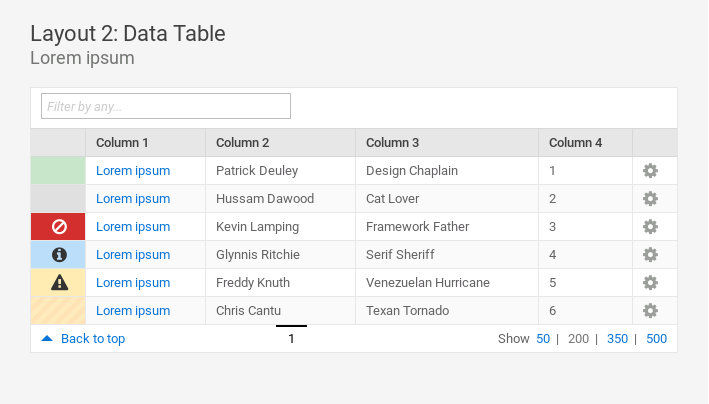 Layout 2: Data Table
Lorem ipsum
Filter by any...
Column 1 Column 2 Column 3 Column 4
Lorem ipsum Patrick Deuley Design Chaplain 1
Lorem ipsum Hussam Dawood Cat Lover 2
Lorem ipsum Kevin Lamping Framework Father 3
Lorem ipsum Glynnis Ritchie Serif Sheriff 4
Lorem ipsum Freddy Knuth Venezuelan Hurricane 5
Lorem ipsum Chris Cantu Texan Tornado 6
Back to top 1 Show 50 | 200 | 350 | 500